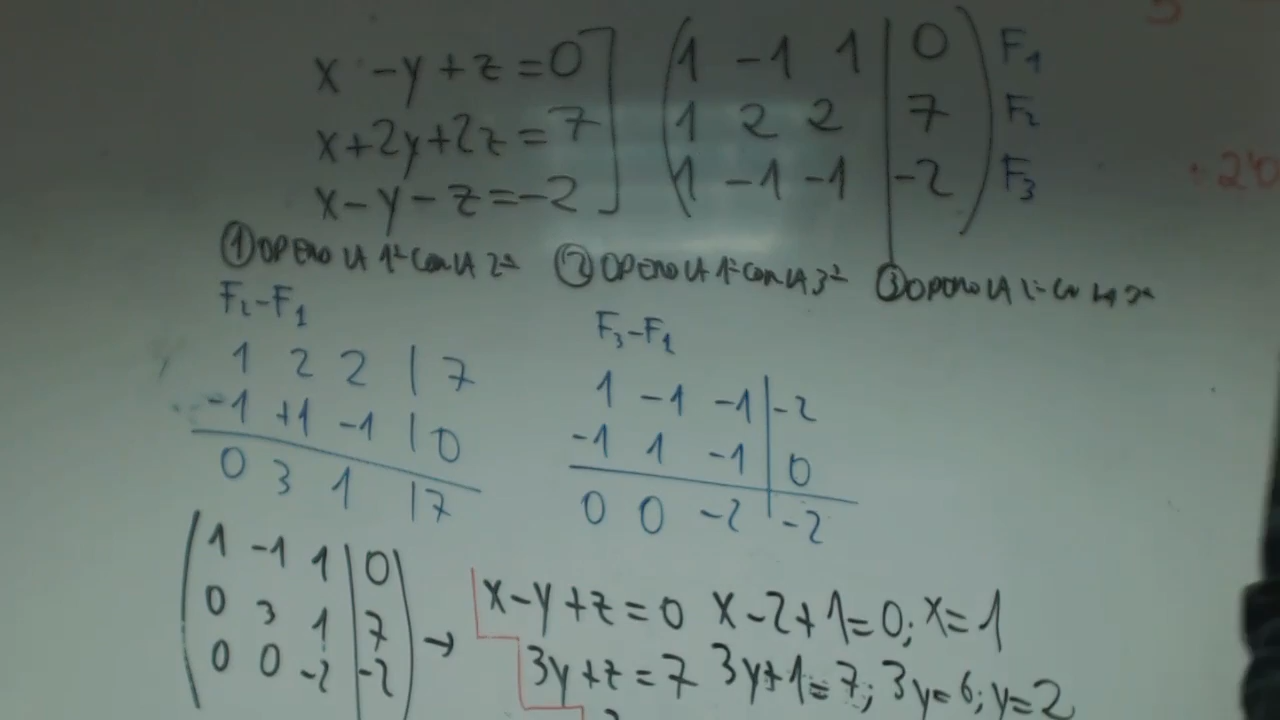 x - y + z = 0
x + 2y + 2z = 7
x - y - z = -2
1 -1 1 | 0 F1
1 2 2 | 7 F2
1 -1 -1 | -2 F3
① OPERO LA 1ª CON LA 2ª
② OPERO LA 1ª CON LA 3ª
③ OPERO LA
F2 - F1
1 2 2 | 7
-1 +1 -1 | 0
0 3 1 | 7
F3 - F1
1 -1 -1 | -2
-1 1 -1 | 0
0 0 -2 | -2
1 -1 1 | 0
0 3 1 | 7
0 0 -2 | -2
→
x - y + z = 0 x - 2 + 1 = 0; x = 1
3y + z = 7 3y + 1 = 7; 3y = 6; y = 2